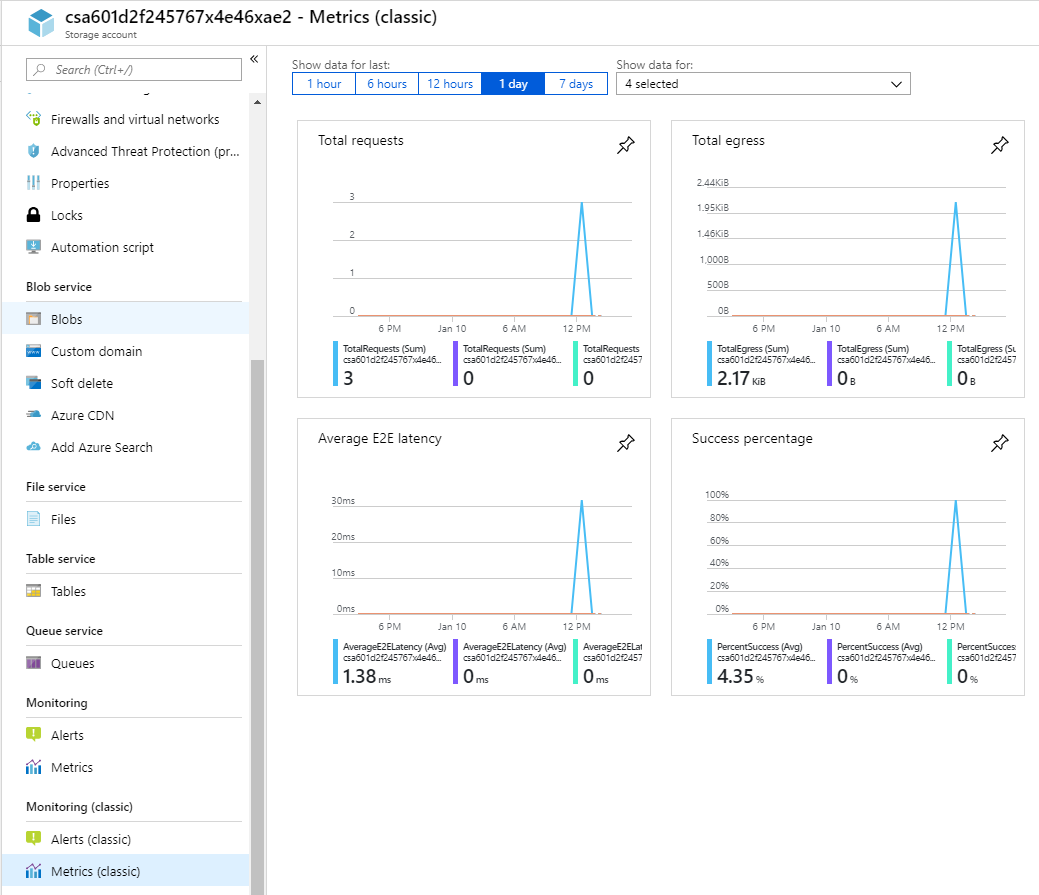 csa601d2f245767x4e46xae2 - Metrics (classic)
Storage account
Search (Ctrl+/)
«
Firewalls and virtual networks
Advanced Threat Protection (pr...
Properties
Locks
Automation script
Blob service
Blobs
Custom domain
Soft delete
Azure CDN
Add Azure Search
File service
Files
Table service
Tables
Queue service
Queues
Monitoring
Alerts
Metrics
Monitoring (classic)
Alerts (classic)
Metrics (classic)
Show data for last:
1 hour 6 hours 12 hours 1 day 7 days
Show data for:
4 selected
Total requests
3
2
1
0
6 PM Jan 10 6 AM 12 PM
TotalRequests (Sum) TotalRequests (Sum) TotalRequests
csa601d2f245767x4e46... csa601d2f245767x4e46... csa601d2f245767
3 0 0
Total egress
2.44KiB
1.95KiB
1.46KiB
1,000B
500B
0B
6 PM Jan 10 6 AM 12 PM
TotalEgress (Sum) TotalEgress (Sum) TotalEgress (Su
csa601d2f245767x4e46... csa601d2f245767x4e46... csa601d2f245767
2.17 KiB 0 B 0 B
Average E2E latency
30ms
20ms
10ms
0ms
6 PM Jan 10 6 AM 12 PM
AverageE2ELatency (Avg) AverageE2ELatency (Avg) AverageE2ELat
csa601d2f245767x4e46... csa601d2f245767x4e46... csa601d2f245767
1.38 ms 0 ms 0 ms
Success percentage
100%
80%
60%
40%
20%
0%
6 PM Jan 10 6 AM 12 PM
PercentSuccess (Avg) PercentSuccess (Avg) PercentSuccess
csa601d2f245767x4e46... csa601d2f245767x4e46... csa601d2f245767
4.35 % 0 % 0 %